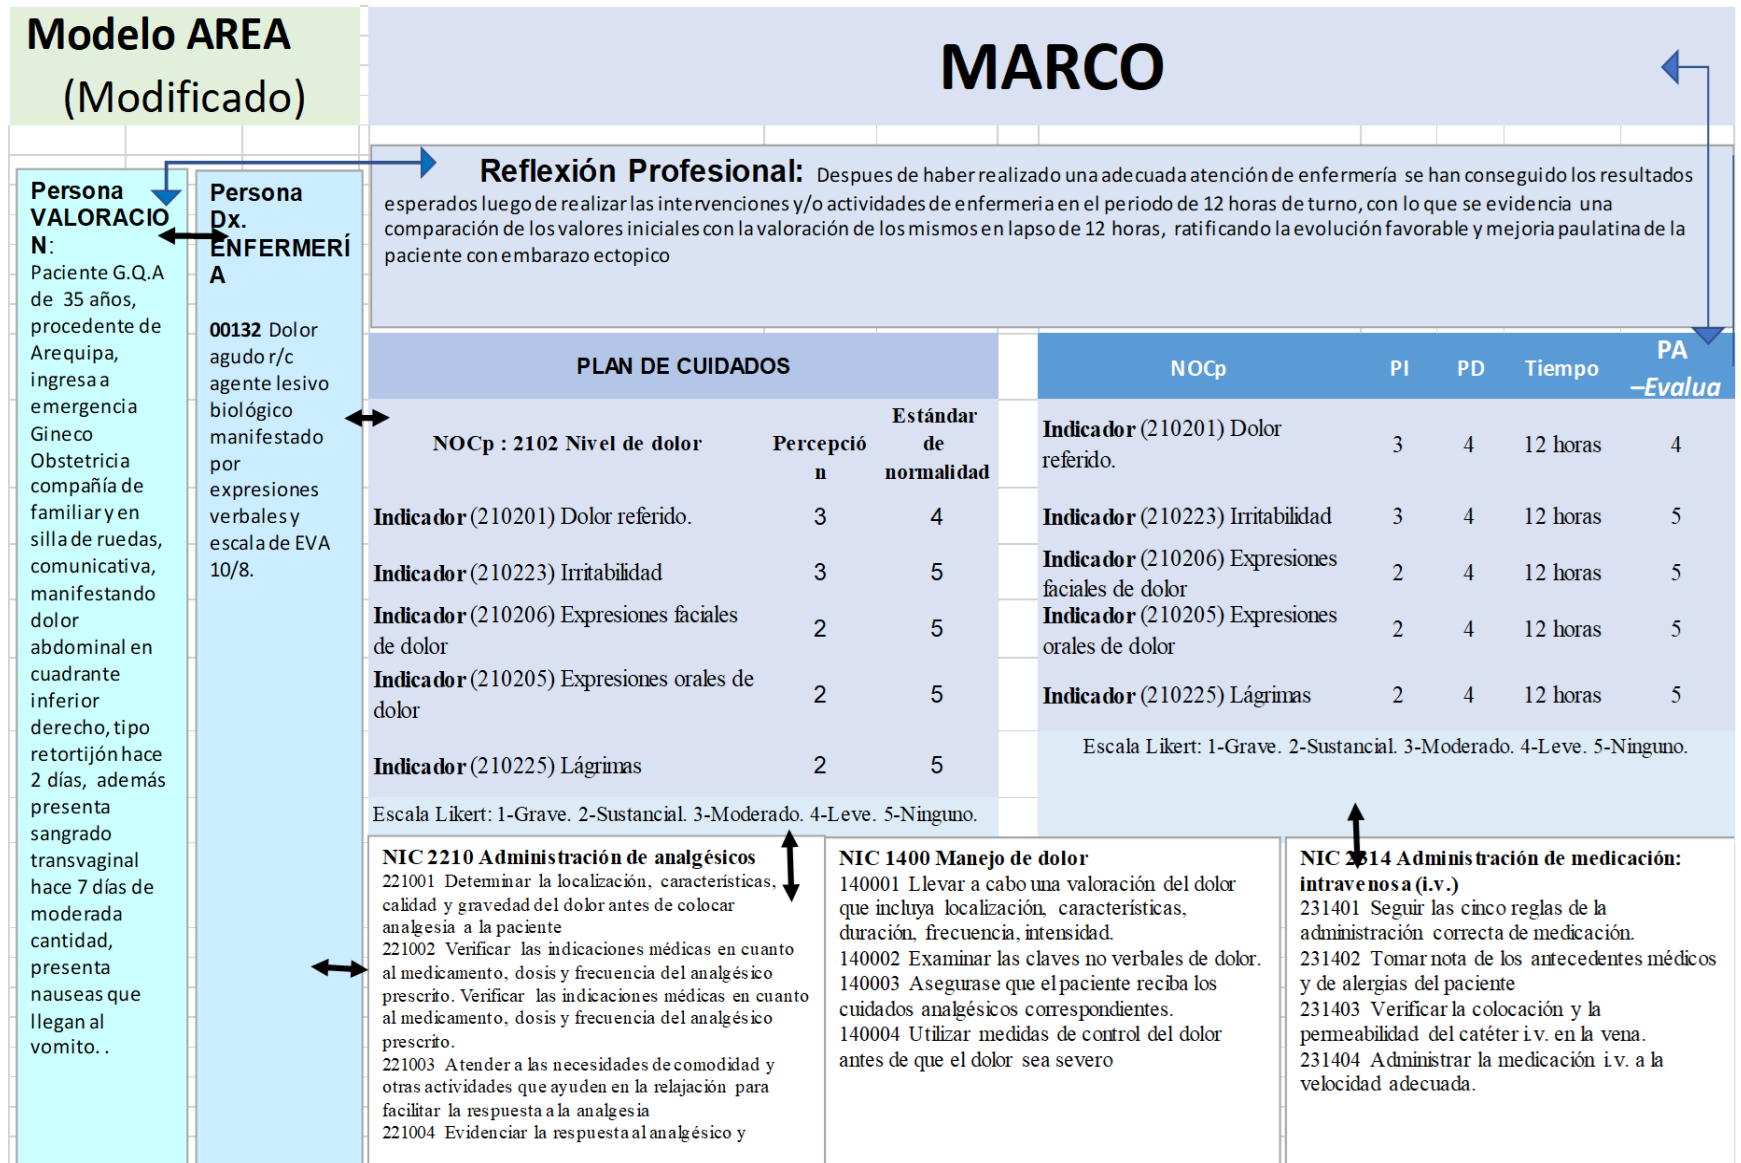 Modelo AREA
(Modificado)
MARCO
Reflexión Profesional: Despues de haber realizado una adecuada atención de enfermería se han conseguido los resultados
esperados luego de realizar las intervenciones y/o actividades de enfermeria en el periodo de 12 horas de turno, con lo que se evidencia una
comparación de los valores iniciales con la valoración de los mismos en lapso de 12 horas, ratificando la evolución favorable y mejoria paulatina de la
paciente con embarazo ectopico
Persona
VALORACIO
N:
Paciente G.Q.A
de 35 años,
procedente de
Arequipa,
ingresa a
emergencia
Gineco
Obstetricia
compañía de
familiar y en
silla de ruedas,
comunicativa,
manifestando
dolor
abdominal en
cuadrante
inferior
derecho, tipo
retortijón hace
2 días, además
presenta
sangrado
transvaginal
hace 7 días de
moderada
cantidad,
presenta
nauseas que
llegan al
vomito. .
Persona
Dx.
ENFERMERÍ
A
00132 Dolor
agudo r/c
agente lesivo
biológico
manifestado
por
expresiones
verbales y
escala de EVA
10/8.
PLAN DE CUIDADOS
NOCp : 2102 Nivel de dolor
Percepció
n
Estándar
de
normalidad
Indicador (210201) Dolor referido. 3 4
Indicador (210223) Irritabilidad 3 5
Indicador (210206) Expresiones faciales
de dolor 2 5
Indicador (210205) Expresiones orales de
dolor 2 5
Indicador (210225) Lágrimas 2 5
Escala Likert: 1-Grave. 2-Sustancial. 3-Moderado. 4-Leve. 5-Ninguno.
NOCp PI PD Tiempo PA
–Evalua
Indicador (210201) Dolor
referido. 3 4 12 horas 4
Indicador (210223) Irritabilidad 3 4 12 horas 5
Indicador (210206) Expresiones
faciales de dolor 2 4 12 horas 5
Indicador (210205) Expresiones
orales de dolor 2 4 12 horas 5
Indicador (210225) Lágrimas 2 4 12 horas 5
Escala Likert: 1-Grave. 2-Sustancial. 3-Moderado. 4-Leve. 5-Ninguno.
NIC 2210 Administración de analgésicos
221001 Determinar la localización, características,
calidad y gravedad del dolor antes de colocar
analgesia a la paciente
221002 Verificar las indicaciones médicas en cuanto
al medicamento, dosis y frecuencia del analgésico
prescrito. Verificar las indicaciones médicas en cuanto
al medicamento, dosis y frecuencia del analgésico
prescrito.
221003 Atender a las necesidades de comodidad y
otras actividades que ayuden en la relajación para
facilitar la respuesta a la analgesia
221004 Evidenciar la respuesta al analgésico y
NIC 1400 Manejo de dolor
140001 Llevar a cabo una valoración del dolor
que incluya localización, características,
duración, frecuencia, intensidad.
140002 Examinar las claves no verbales de dolor.
140003 Asegurase que el paciente reciba los
cuidados analgésicos correspondientes.
140004 Utilizar medidas de control del dolor
antes de que el dolor sea severo
NIC 2314 Administración de medicación:
intravenosa (i.v.)
231401 Seguir las cinco reglas de la
administración correcta de medicación.
231402 Tomar nota de los antecedentes médicos
y de alergias del paciente
231403 Verificar la colocación y la
permeabilidad del catéter i.v. en la vena.
231404 Administrar la medicación i.v. a la
velocidad adecuada.